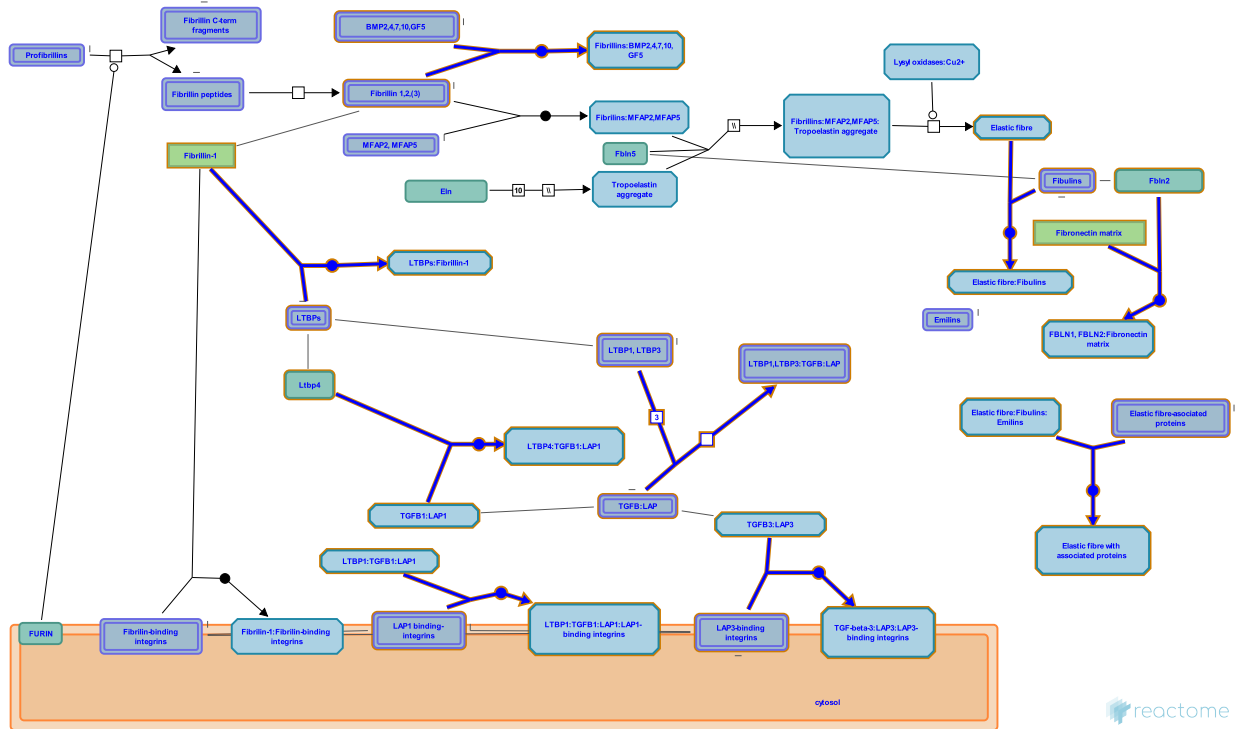 Fibrillin C-term
fragments
BMP2,4,7,10,GF5
Profibrillins
Fibrillins:BMP2,4,7,10,
GF5
Lysyl oxidases:Cu2+
Fibrillin peptides
Fibrillin 1,2,(3)
Fibrilins:MFAP2,MFAP5
Fibrillins:MFAP2,MFAP5:
Tropoelastin aggregate
Elastic fibre
MFAP2, MFAP5
\\
Fibrillin-1
Fbln5
Eln
10
\\
Tropoelastin
aggregate
Fibulins
Fbln2
Fibronectin matrix
LTBPs:Fibrillin-1
Elastic fibre:Fibulins
LTBPs
Emilins
FBLN1, FBLN2:Fibronectin
matrix
LTBP1, LTBP3
LTBP1,LTBP3:TGFB:LAP
Ltbp4
3
Elastic fibre:Fibulins:
Emilins
Elastic fibre-asociated
proteins
LTBP4:TGFB1:LAP1
TGFB1:LAP1
TGFB:LAP
TGFB3:LAP3
Elastic fibre with
associated proteins
LTBP1:TGFB1:LAP1
FURIN
Fibrilin-binding
integrins
Fibrilin-1:Fibrilin-binding
integrins
LAP1 binding-
integrins
LTBP1:TGFB1:LAP1:LAP1-
binding integrins
LAP3-binding
integrins
TGF-beta-3:LAP3:LAP3-
binding integrins
cytosol
reactome